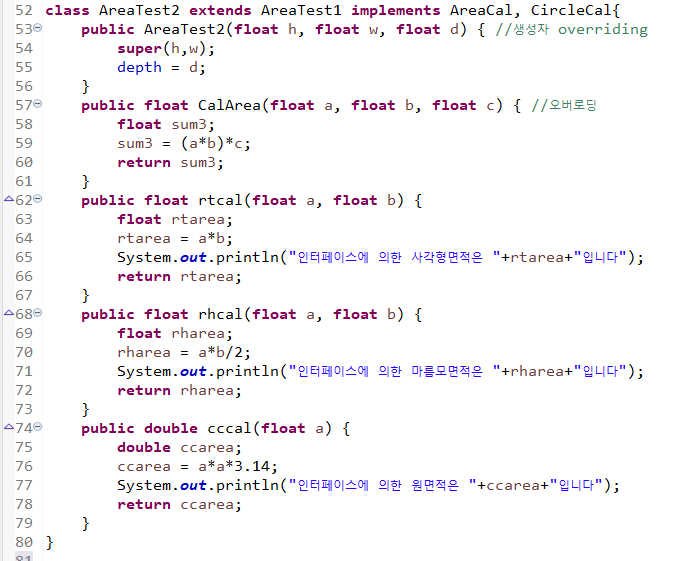 52 class AreaTest2 extends AreaTest1 implements AreaCal, CircleCal{
53 public AreaTest2(float h, float w, float d) { //생성자 overriding
54 super(h,w);
55 depth = d;
56 }
57 public float CalArea(float a, float b, float c) { //오버로딩
58 float sum3;
59 sum3 = (a*b)*c;
60 return sum3;
61 }
62 public float rtcal(float a, float b) {
63 float rtarea;
64 rtarea = a*b;
65 System.out.println("인터페이스에 의한 사각형면적은 "+rtarea+"입니다");
66 return rtarea;
67 }
68 public float rhcal(float a, float b) {
69 float rharea;
70 rharea = a*b/2;
71 System.out.println("인터페이스에 의한 마름모면적은 "+rharea+"입니다");
72 return rharea;
73 }
74 public double cccal(float a) {
75 double ccarea;
76 ccarea = a*a*3.14;
77 System.out.println("인터페이스에 의한 원면적은 "+ccarea+"입니다");
78 return ccarea;
79 }
80 }
81